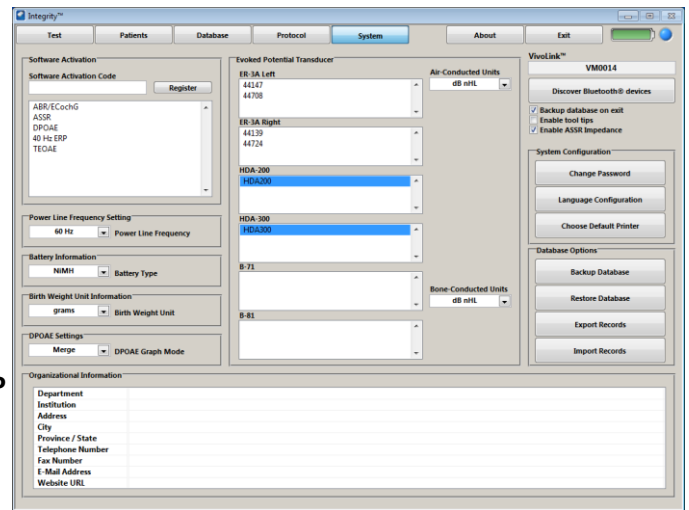 Integrity™
Test Patients Database Protocol System About Exit
Software Activation
Software Activation Code
Register
ABR/ECochG
ASSR
DPOAE
40 Hz ERP
TEOAE
Power Line Frequency Setting
60 Hz Power Line Frequency
Battery Information
NiMH Battery Type
Birth Weight Unit Information
grams Birth Weight Unit
DPOAE Settings
Merge DPOAE Graph Mode
Evoked Potential Transducer
ER-3A Left
44147
44708
ER-3A Right
44139
44724
HDA-200
HDA200
HDA-300
HDA300
B-71
B-81
Air-Conducted Units
dB nHL
Bone-Conducted Units
dB nHL
VivoLink™
VM0014
Discover Bluetooth® devices
Backup database on exit
Enable tool tips
Enable ASSR Impedance
System Configuration
Change Password
Language Configuration
Choose Default Printer
Database Options
Backup Database
Restore Database
Export Records
Import Records
Organizational Information
Department
Institution
Address
City
Province / State
Telephone Number
Fax Number
E-Mail Address
Website URL